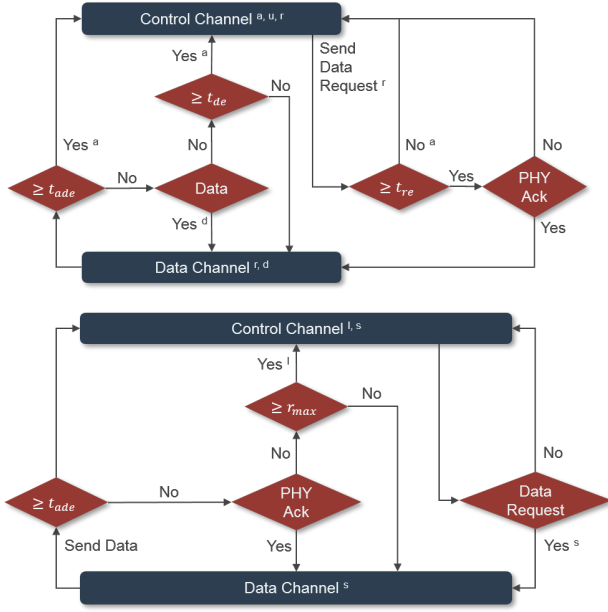 Control Channel a, u, r
Yes a
Send
Data
Request r
≥ t_de
No
Yes a
No a
No
No
No
Yes
≥ t_ade
Data
≥ t_re
PHY
Ack
Yes d
Yes
Data Channel r, d
Control Channel l, s
Yes l
≥ r_max
No
No
No
No
≥ t_ade
PHY
Ack
Data
Request
Send Data
Yes
Yes s
Data Channel s